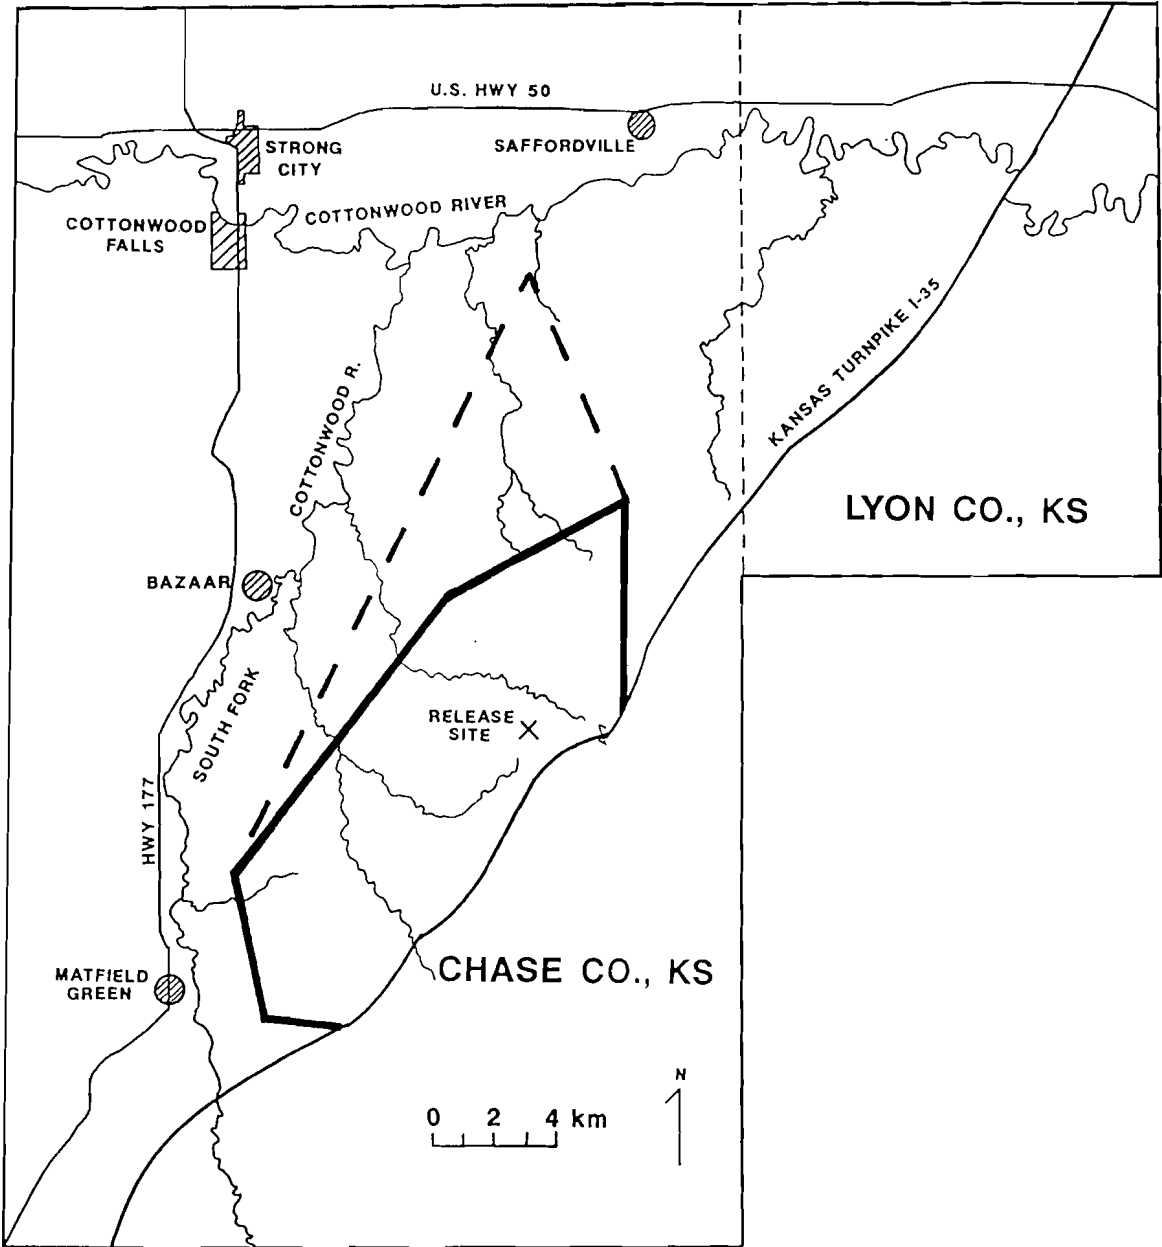 U.S. HWY 50
STRONG
CITY
SAFFORDVILLE
COTTONWOOD RIVER
COTTONWOOD
FALLS
KANSAS TURNPIKE I-35
COTTONWOOD R.
LYON CO., KS
BAZAAR
SOUTH FORK
RELEASE
SITE
HWY 177
MATFIELD
GREEN
CHASE CO., KS
N
0 2 4 km